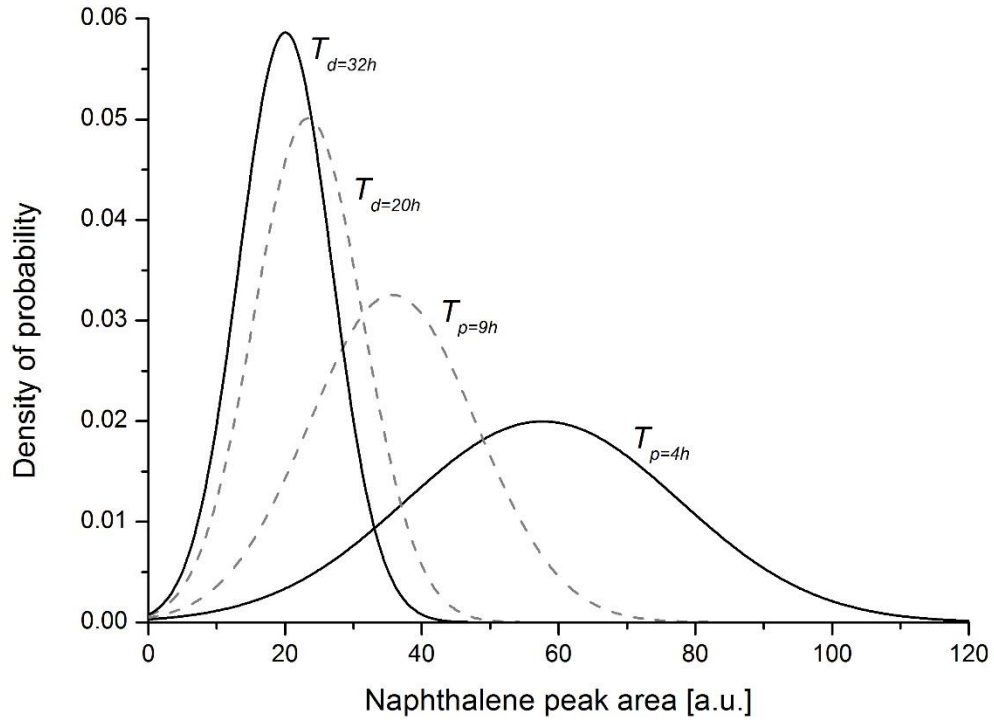 0.06
0.05
0.04
0.03
0.02
0.01
0.00
Density of probability
T d=32h
T d=20h
T p=9h
T p=4h
0 20 40 60 80 100 120
Naphthalene peak area [a.u.]